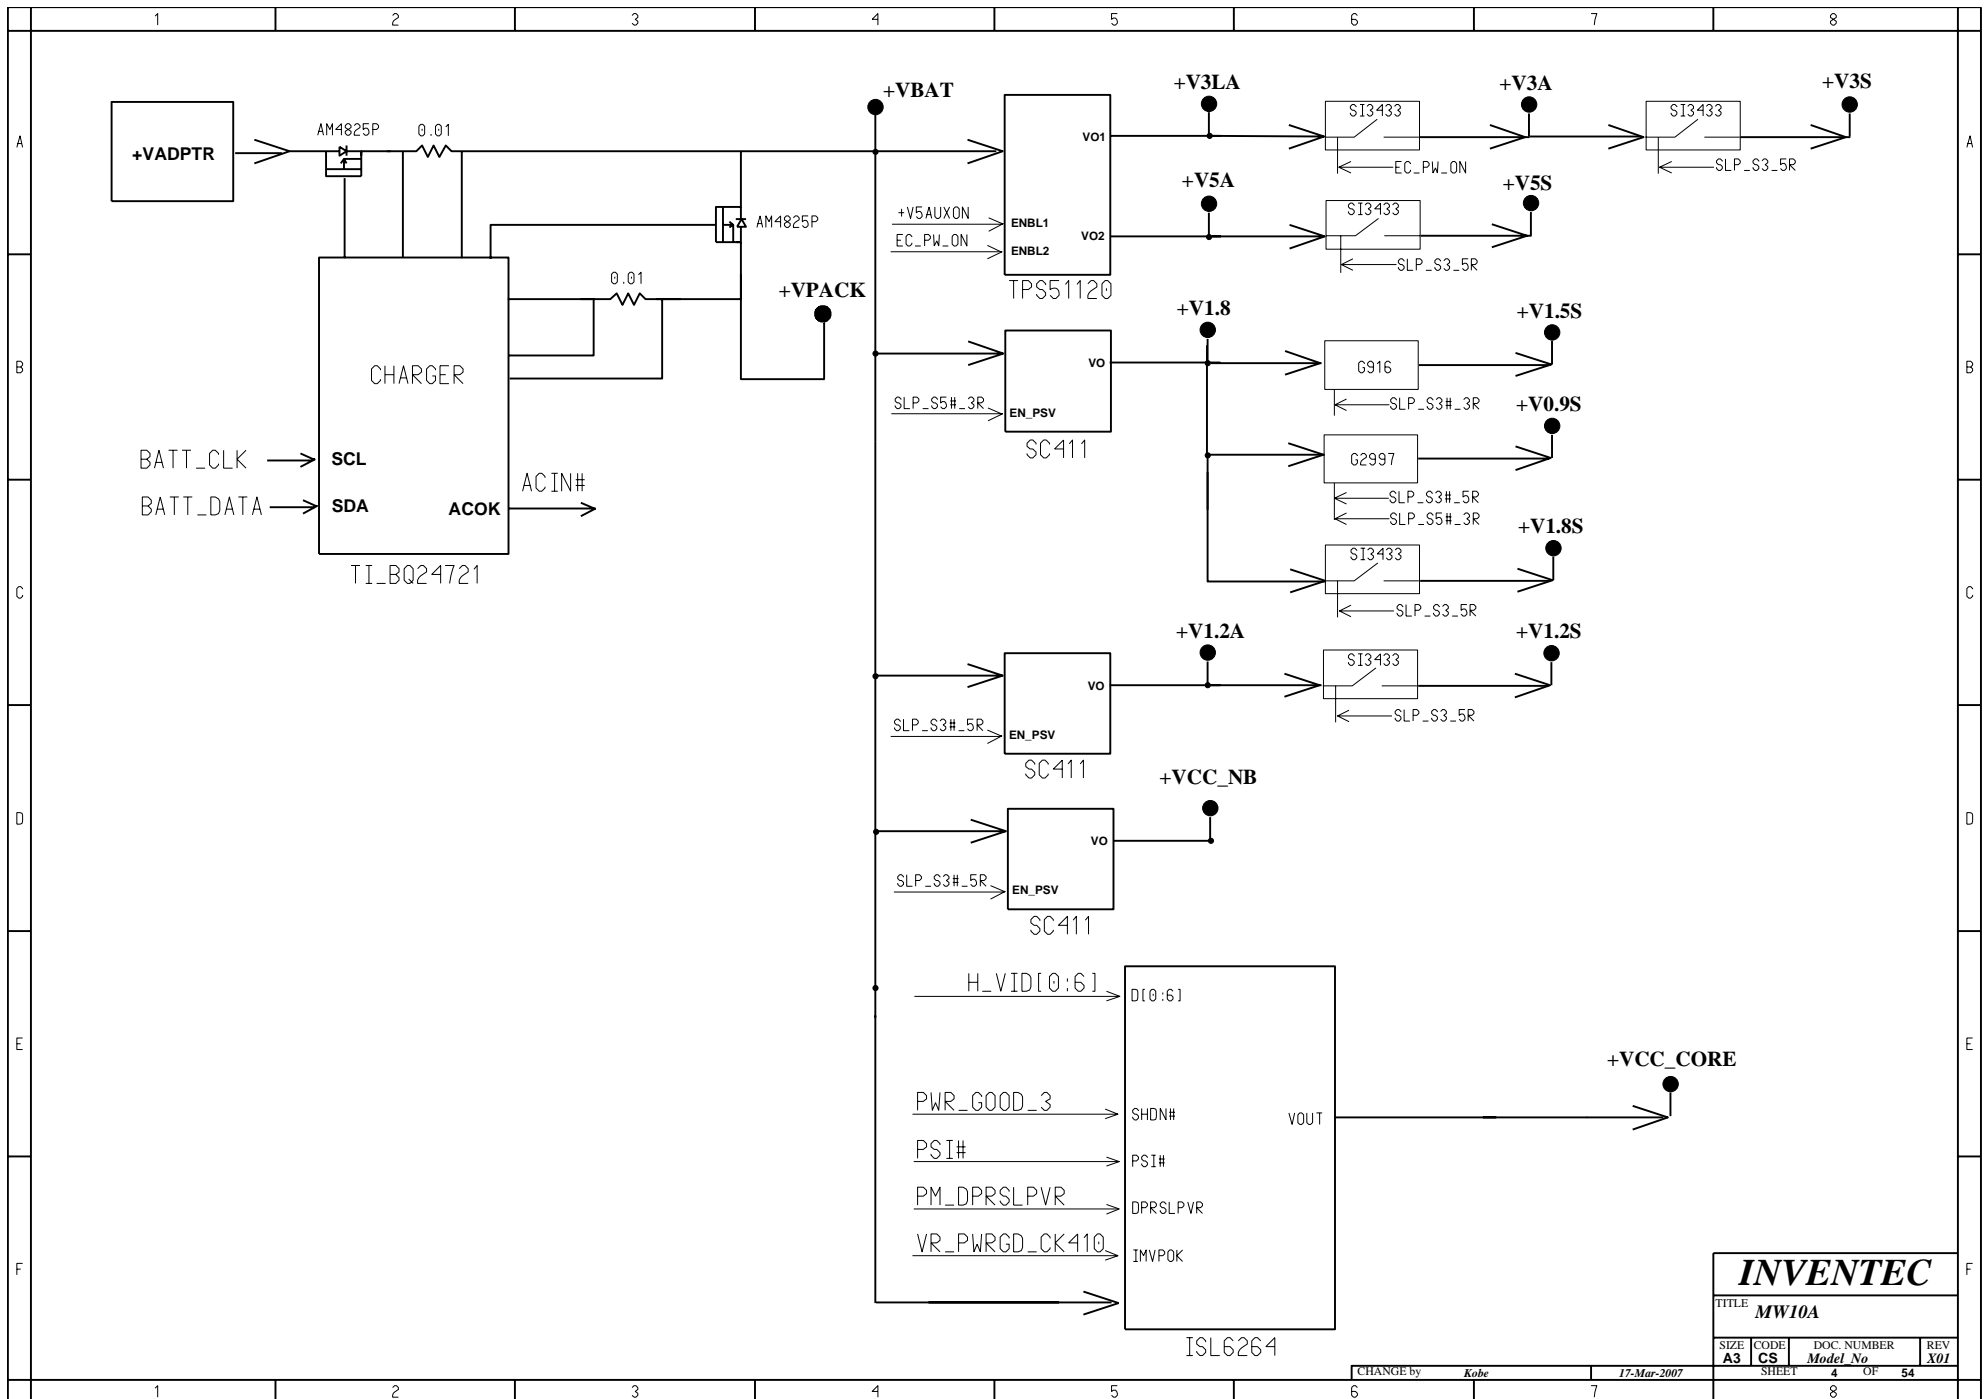 1 2 3 4 5 6 7 8
A
B
C
D
E
F
+VADPTR
AM4825P
0.01
+VBAT
AM4825P
0.01
+VPACK
CHARGER
BATT_CLK
SCL
BATT_DATA
SDA
ACOK
ACIN#
TI_BQ24721
VO1
+V5AUXON
ENBL1
EC_PW_ON
ENBL2
VO2
TPS51120
+V3LA
SI3433
EC_PW_ON
+V3A
SI3433
SLP_S3_5R
+V3S
+V5A
SI3433
SLP_S3_5R
+V5S
VO
SLP_S5#_3R
EN_PSV
SC411
+V1.8
G916
SLP_S3#_3R
+V1.5S
G2997
SLP_S3#_5R
SLP_S5#_3R
+V0.9S
SI3433
SLP_S3_5R
+V1.8S
VO
SLP_S3#_5R
EN_PSV
SC411
+V1.2A
SI3433
SLP_S3_5R
+V1.2S
VO
SLP_S3#_5R
EN_PSV
SC411
+VCC_NB
H_VID[0:6]
D[0:6]
PWR_GOOD_3
SHDN#
VOUT
+VCC_CORE
PSI#
PSI#
PM_DPRSLPVR
DPRSLPVR
VR_PWRGD_CK410
IMVPOK
ISL6264
A
B
C
D
E
F
INVENTEC
TITLE MW10A
SIZE CODE DOC. NUMBER REV
A3 CS Model_No X01
CHANGE by Kobe 17-Mar-2007 SHEET 4 OF 54
1 2 3 4 5 6 7 8